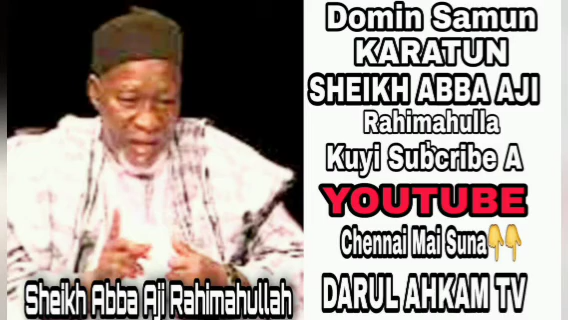 Domin Samun
KARATUN
SHEIKH ABBA AJI
Rahimahulla
Kuyi Subcribe A
YOUTUBE
Chennai Mai Suna👇👇
DARUL AHKAM TV
Sheikh Abba Aji Rahimahullah